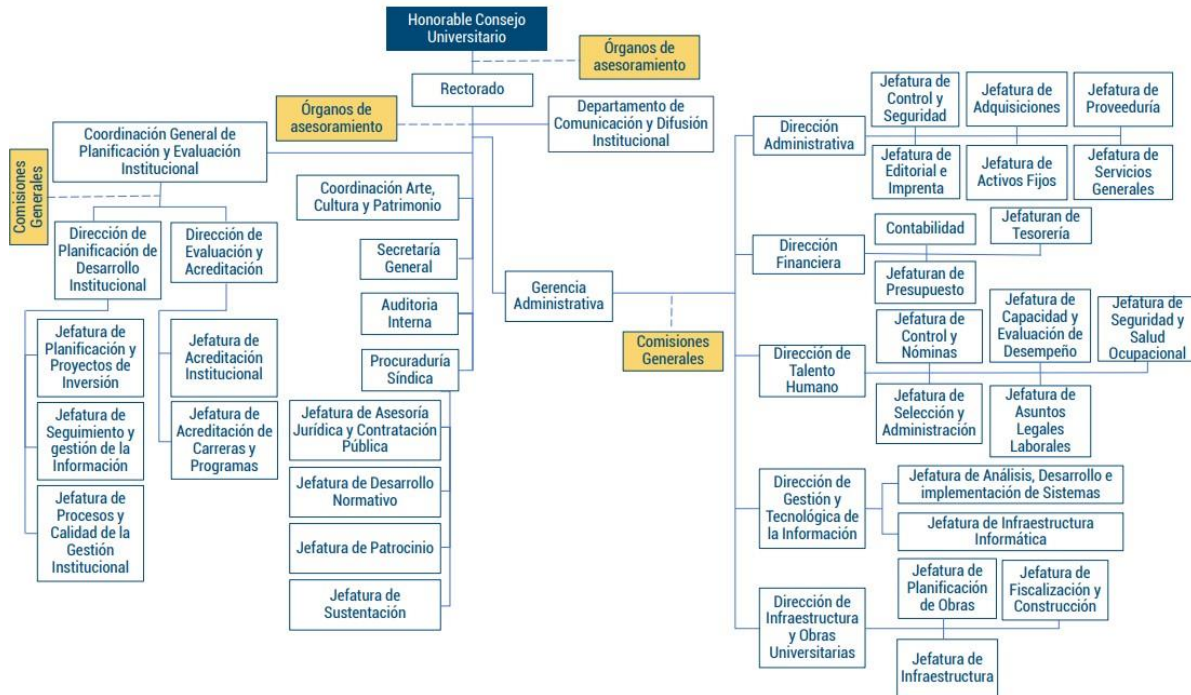 Honorable Consejo
Universitario
Órganos de
asesoramiento
Rectorado
Órganos de
asesoramiento
Departamento de
Comunicación y Difusión
Institucional
Coordinación General de
Planificación y Evaluación
Institucional
Comisiones
Generales
Dirección de
Planificación de
Desarrollo
Institucional
Dirección de
Evaluación y
Acreditación
Jefatura de
Planificación y
Proyectos de
Inversión
Jefatura de
Seguimiento y
gestión de la
Información
Jefatura de
Procesos y
Calidad de la
Gestión
Institucional
Jefatura de
Acreditación
Institucional
Jefatura de
Acreditación de
Carreras y
Programas
Coordinación Arte,
Cultura y Patrimonio
Secretaría
General
Auditoria
Interna
Procuraduría
Síndica
Jefatura de Asesoría
Jurídica y Contratación
Pública
Jefatura de Desarrollo
Normativo
Jefatura de Patrocinio
Jefatura de
Sustentación
Gerencia
Administrativa
Comisiones
Generales
Dirección
Administrativa
Jefatura de
Control y
Seguridad
Jefatura de
Adquisiciones
Jefatura de
Proveeduría
Jefatura de
Editorial e
Imprenta
Jefatura de
Activos Fijos
Jefatura de
Servicios
Generales
Dirección
Financiera
Contabilidad
Jefaturan de
Tesorería
Jefaturan de
Presupuesto
Dirección de
Talento
Humano
Jefatura de
Control y
Nóminas
Jefatura de
Capacidad y
Evaluación de
Desempeño
Jefatura de
Seguridad y
Salud
Ocupacional
Jefatura de
Selección y
Administración
Jefatura de
Asuntos
Legales
Laborales
Dirección de
Gestión y
Tecnológica de
la Información
Jefatura de Análisis, Desarrollo e
implementación de Sistemas
Jefatura de Infraestructura
Informática
Dirección de
Infraestructura
y Obras
Universitarias
Jefatura de
Planificación
de Obras
Jefatura de
Fiscalización y
Construcción
Jefatura de
Infraestructura